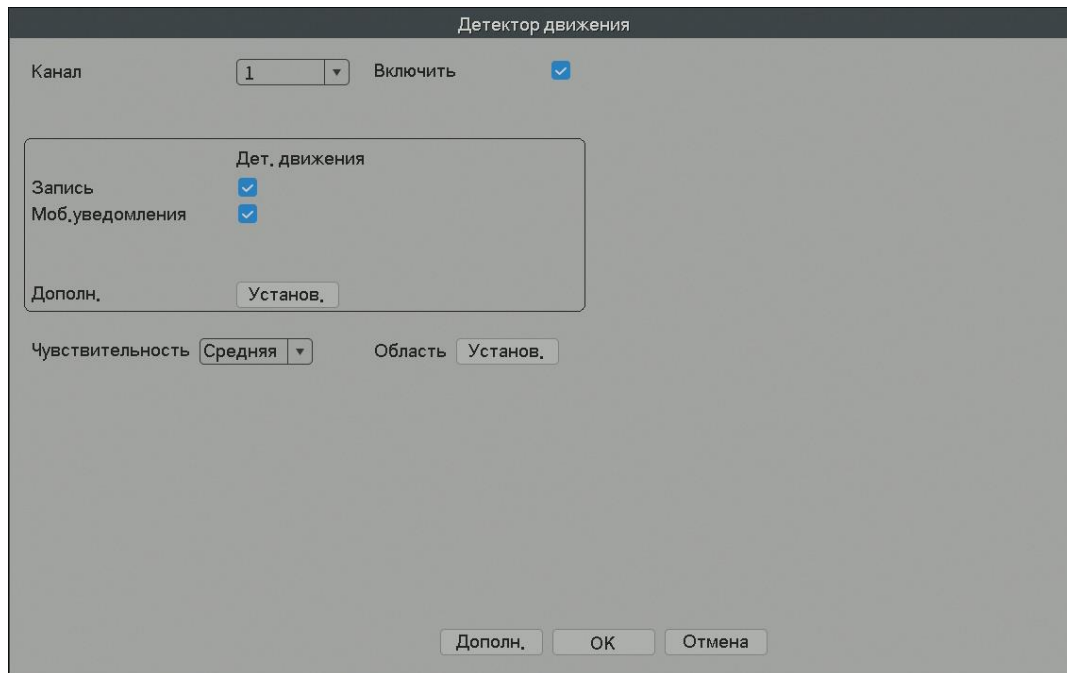 Детектор движения
Канал 1 Включить
Дет. движения
Запись
Моб.уведомления
Дополн. Установ.
Чувствительность Средняя Область Установ.
Дополн. OK Отмена